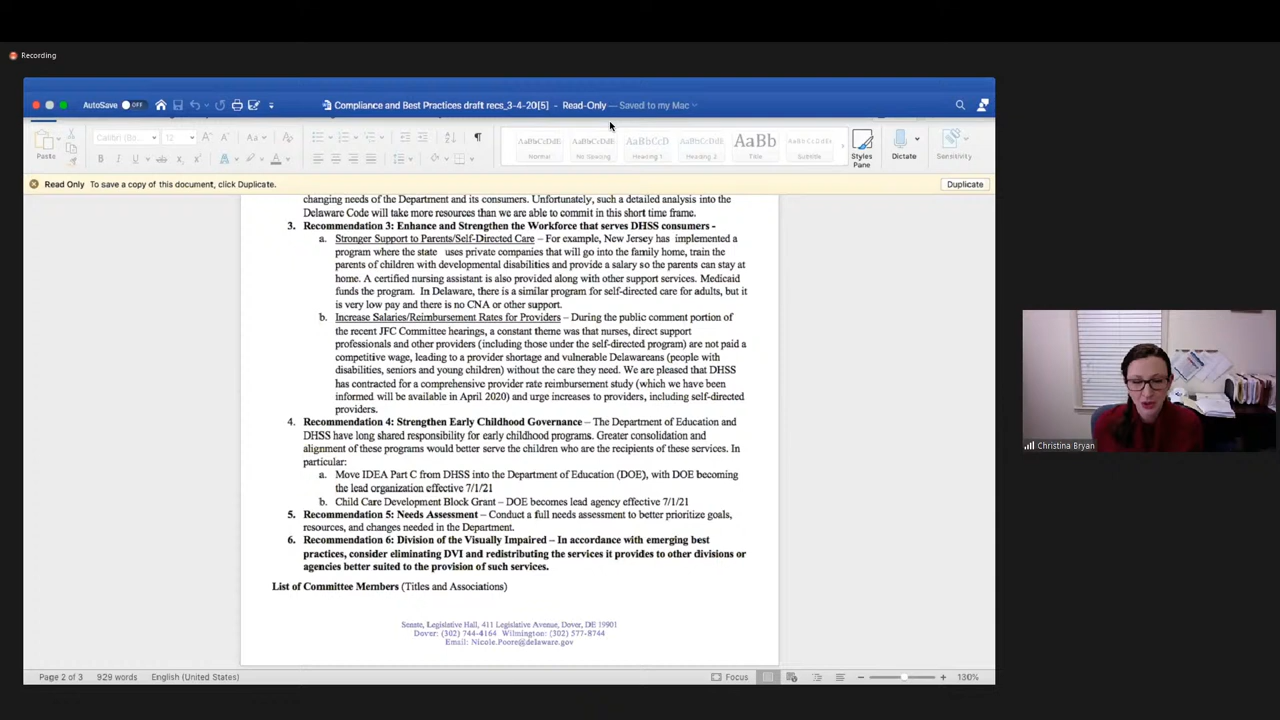 Recording
AutoSave OFF
Compliance and Best Practices draft recs_3-4-20[5] - Read-Only — Saved to my Mac
Paste
Calibri (Bo...
12
AaBbCcDdE
AaBbCcDdE
AaBbCcD
AaBbCcDdE
AaBb
AaBbCcDdE
Normal
No Spacing
Heading 1
Heading 2
Title
Subtitle
Styles Pane
Dictate
Sensitivity
Read Only To save a copy of this document, click Duplicate.
Duplicate
changing needs of the Department and its consumers. Unfortunately, such a detailed analysis into the
Delaware Code will take more resources than we are able to commit in this short time frame.
3. Recommendation 3: Enhance and Strengthen the Workforce that serves DHSS consumers -
a. Stronger Support to Parents/Self-Directed Care – For example, New Jersey has implemented a
program where the state uses private companies that will go into the family home, train the
parents of children with developmental disabilities and provide a salary so the parents can stay at
home. A certified nursing assistant is also provided along with other support services. Medicaid
funds the program. In Delaware, there is a similar program for self-directed care for adults, but it
is very low pay and there is no CNA or other support.
b. Increase Salaries/Reimbursement Rates for Providers – During the public comment portion of
the recent JFC Committee hearings, a constant theme was that nurses, direct support
professionals and other providers (including those under the self-directed program) are not paid a
competitive wage, leading to a provider shortage and vulnerable Delawareans (people with
disabilities, seniors and young children) without the care they need. We are pleased that DHSS
has contracted for a comprehensive provider rate reimbursement study (which we have been
informed will be available in April 2020) and urge increases to providers, including self-directed
providers.
4. Recommendation 4: Strengthen Early Childhood Governance – The Department of Education and
DHSS have long shared responsibility for early childhood programs. Greater consolidation and
alignment of these programs would better serve the children who are the recipients of these services. In
particular:
a. Move IDEA Part C from DHSS into the Department of Education (DOE), with DOE becoming
the lead organization effective 7/1/21
b. Child Care Development Block Grant – DOE becomes lead agency effective 7/1/21
5. Recommendation 5: Needs Assessment – Conduct a full needs assessment to better prioritize goals,
resources, and changes needed in the Department.
6. Recommendation 6: Division of the Visually Impaired – In accordance with emerging best
practices, consider eliminating DVI and redistributing the services it provides to other divisions or
agencies better suited to the provision of such services.
List of Committee Members (Titles and Associations)
Senate, Legislative Hall, 411 Legislative Avenue, Dover, DE 19901
Dover: (302) 744-4164 Wilmington: (302) 577-8744
Email: Nicole.Poore@delaware.gov
Page 2 of 3
929 words
English (United States)
Focus
130%
Christina Bryan